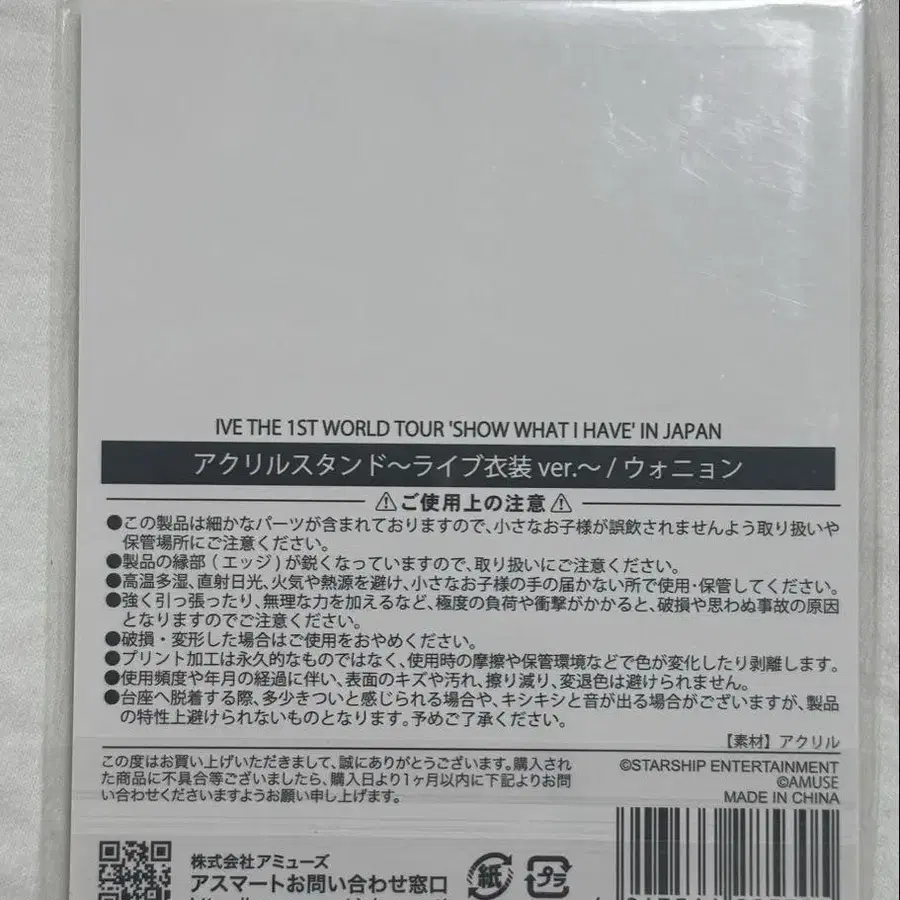 IVE THE 1ST WORLD TOUR 'SHOW WHAT I HAVE' IN JAPAN
アクリルスタンド～ライブ衣装 ver.～ / ウォニョン
⚠ご使用上の注意⚠
●この製品は細かなパーツが含まれておりますので、小さなお子様が誤飲されませんよう取り扱いや
保管場所にご注意ください。
●製品の縁部(エッジ)が鋭くなっていますので、取り扱いにご注意ください。
●高温多湿、直射日光、火気や熱源を避け、小さなお子様の手の届かない所で使用・保管してください。
●強く引っ張ったり、無理な力を加えるなど、極度の負荷や衝撃がかかると、破損や思わぬ事故の原因
となりますのでご注意ください。
●破損・変形した場合はご使用をおやめください。
●プリント加工は永久的なものではなく、使用時の摩擦や保管環境などで色が変化したり剥離します。
●使用頻度や年月の経過に伴い、表面のキズや汚れ、擦り減り、変退色は避けられません。
●台座へ脱着する際、多少きついと感じられる場合や、キシキシと音が出る場合がございますが、製品
の特性上避けられないものとなります。予めご了承ください。
【素材】アクリル
この度はお買い上げいただきまして、誠にありがとうございます。購入され
た商品に不具合等ございましたら、購入日より1ヶ月以内に下記よりお問
い合わせくださいますようお願い申し上げます。
©STARSHIP ENTERTAINMENT
©AMUSE
MADE IN CHINA
株式会社アミューズ
アスマートお問い合わせ窓口
紙
プラ